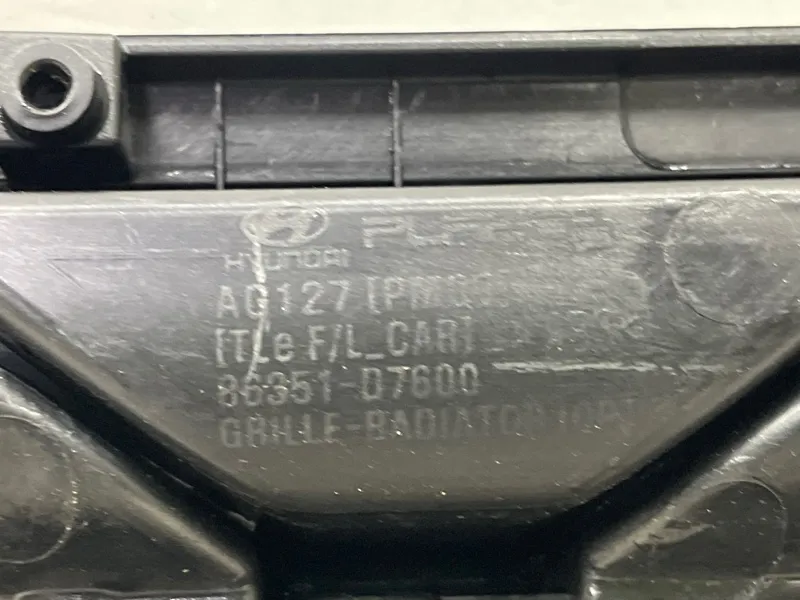 HYUNDAI
AG127
[TLe F/L_CAR]
86351-D7600
GRILLE-RADIATOR